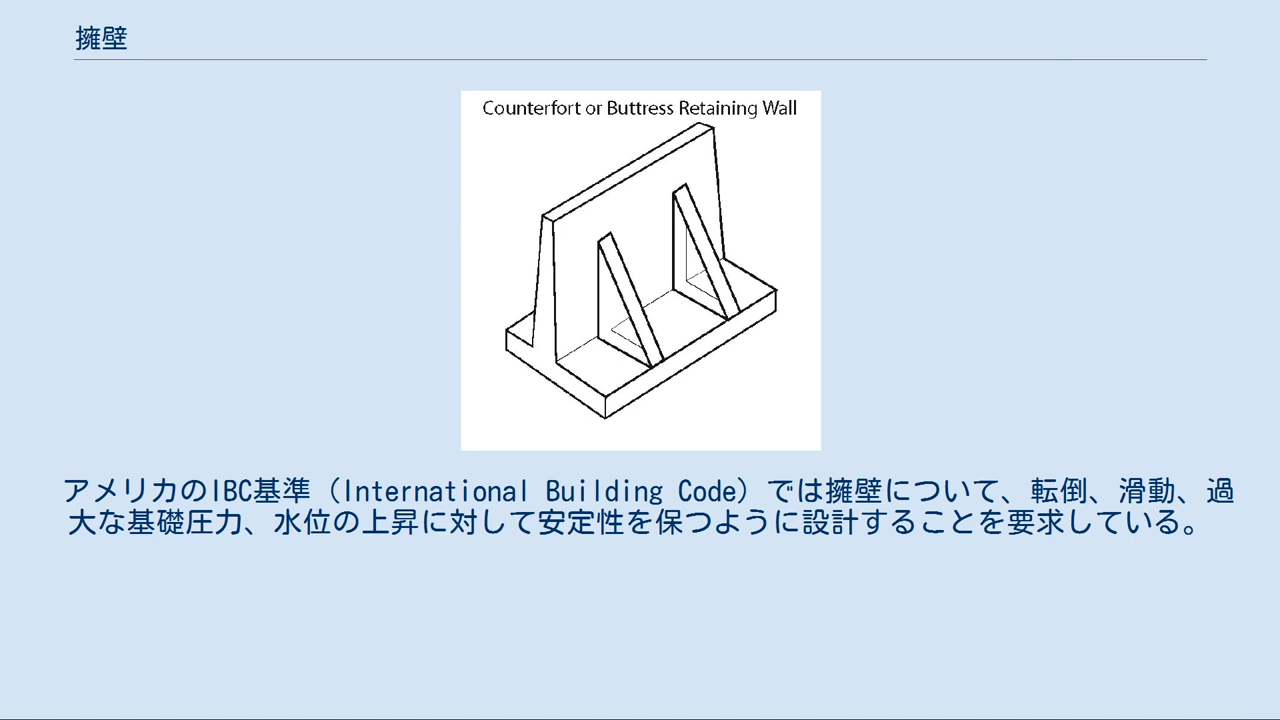 擁壁
Counterfort or Buttress Retaining Wall
アメリカのIBC基準（International Building Code）では擁壁について、転倒、滑動、過
大な基礎圧力、水位の上昇に対して安定性を保つように設計することを要求している。